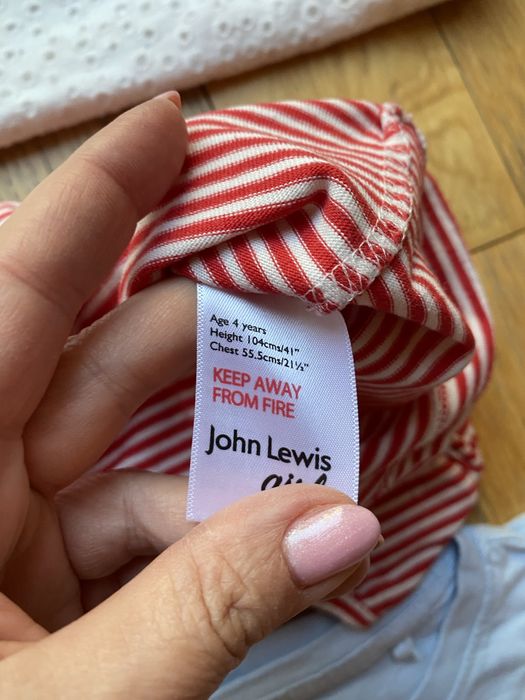 Age 4 years
Height 104cms/41"
Chest 55.5cms/21½"
KEEP AWAY
FROM FIRE
John Lewis